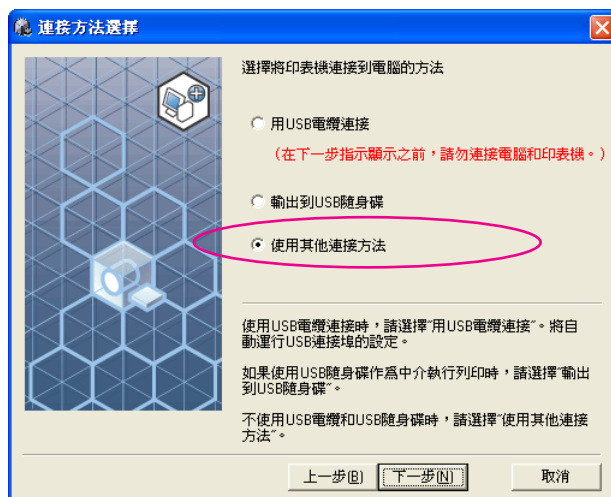 連接方法選擇
選擇將印表機連接到電腦的方法
用USB電纜連接
(在下一步指示顯示之前，請勿連接電腦和印表機。)
輸出到USB隨身碟
使用其他連接方法
使用USB電纜連接時，請選擇"用USB電纜連接"。將自
動運行USB連接埠的設定。
如果使用USB隨身碟作為中介執行列印時，請選擇"輸出
到USB隨身碟"。
不使用USB電纜和USB隨身碟時，請選擇"使用其他連接
方法"。
上一步(B) 下一步(N) 取消